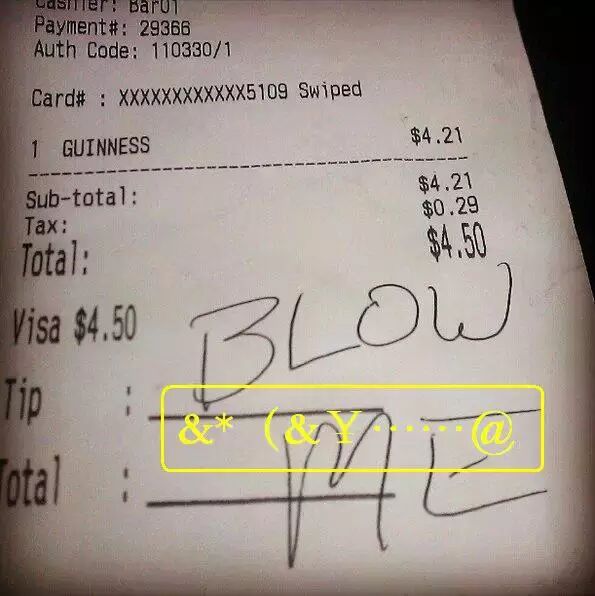 Cashier: Bar01
Payment#: 29366
Auth Code: 110330/1
Card# : XXXXXXXXXXXX5109 Swiped
1 GUINNESS $4.21
Sub-total: $4.21
Tax: $0.29
Total: $4.50
Visa $4.50
BLOW
Tip :
&* (&Y ······@
ME
Total :